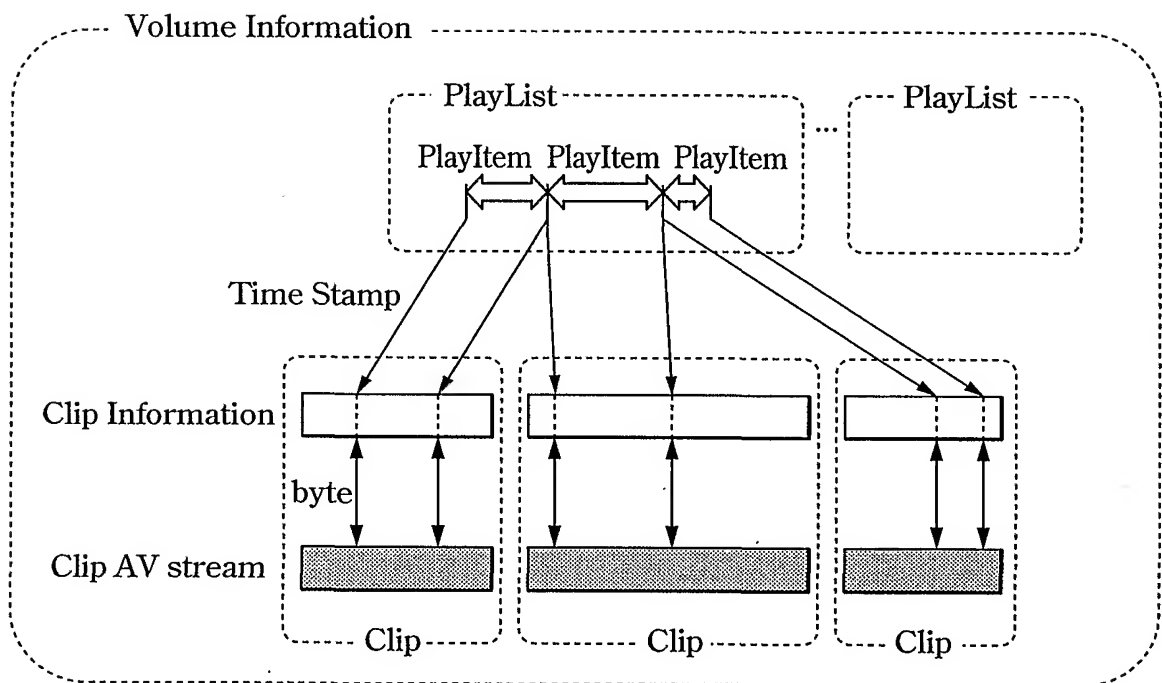 Volume Information
PlayList
PlayList
...
PlayItem PlayItem PlayItem
Time Stamp
Clip Information
byte
Clip AV stream
Clip
Clip
Clip